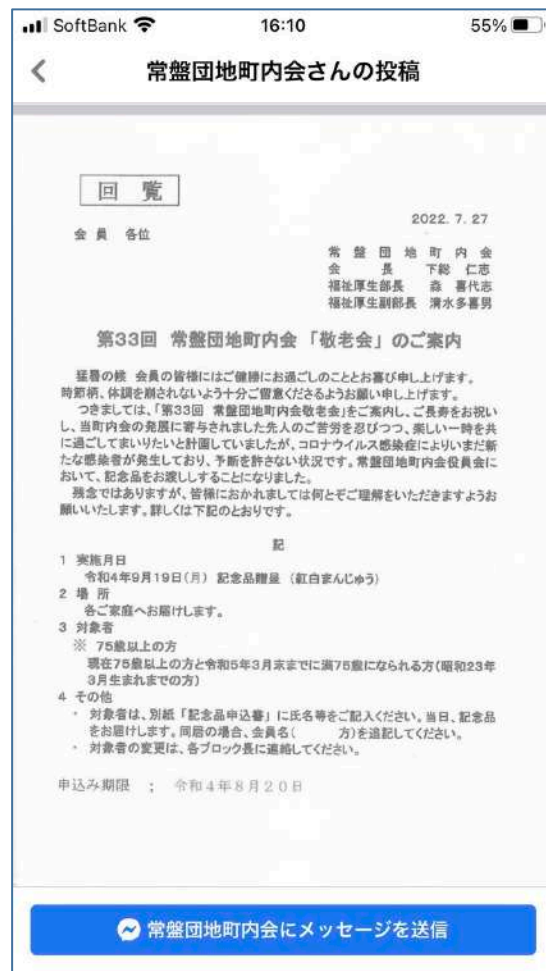 SoftBank 16:10 55%
常盤団地町内会さんの投稿
回覧
2022. 7. 27
会員 各位
常盤団地町内会
会長 下総 仁志
福祉厚生部長 森 喜代志
福祉厚生副部長 清水多喜男
第33回 常盤団地町内会「敬老会」のご案内
猛暑の候 会員の皆様にはご健勝にお過ごしのこととお喜び申し上げます。
時節柄、体調を崩されないよう十分ご留意くださるようお願い申し上げます。
つきましては、「第33回 常盤団地町内会敬老会」をご案内し、ご長寿をお祝い
し、当町内会の発展に寄与されました先人のご苦労を忍びつつ、楽しい一時を共
に過ごしてまいりたいと計画していましたが、コロナウイルス感染症によりいまだ新
たな感染者が発生しており、予断を許さない状況です。常盤団地町内会役員会に
おいて、記念品をお渡しすることになりました。
残念ではありますが、皆様におかれましては何とぞご理解をいただきますようお
願いいたします。詳しくは下記のとおりです。
記
1 実施月日
令和4年9月19日(月) 記念品贈呈 (紅白まんじゅう)
2 場所
各ご家庭へお届けします。
3 対象者
※ 75歳以上の方
現在75歳以上の方と令和5年3月末までに満75歳になられる方(昭和23年
3月生まれまでの方)
4 その他
・ 対象者は、別紙「記念品申込書」に氏名等をご記入ください。当日、記念品
をお届けします。同居の場合、会員名( 方)を追記してください。
・ 対象者の変更は、各ブロック長に連絡してください。
申込み期限 : 令和4年8月20日
常盤団地町内会にメッセージを送信